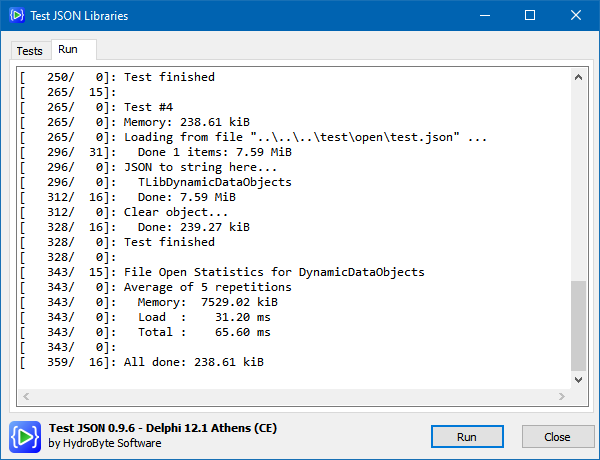 Test JSON Libraries
Tests Run
[   250/   0]: Test finished
[   265/  15]:
[   265/   0]: Test #4
[   265/   0]: Memory: 238.61 kiB
[   265/   0]: Loading from file "..\..\..\test\open\test.json" ...
[   296/  31]:   Done 1 items: 7.59 MiB
[   296/   0]: JSON to string here...
[   296/   0]:   TLibDynamicDataObjects
[   312/  16]:   Done: 7.59 MiB
[   312/   0]: Clear object...
[   328/  16]:   Done: 239.27 kiB
[   328/   0]: Test finished
[   328/   0]:
[   343/  15]: File Open Statistics for DynamicDataObjects
[   343/   0]: Average of 5 repetitions
[   343/   0]:   Memory:  7529.02 kiB
[   343/   0]:   Load  :    31.20 ms
[   343/   0]:   Total :    65.60 ms
[   343/   0]:
[   359/  16]: All done: 238.61 kiB
Test JSON 0.9.6 - Delphi 12.1 Athens (CE)
by HydroByte Software
Run
Close